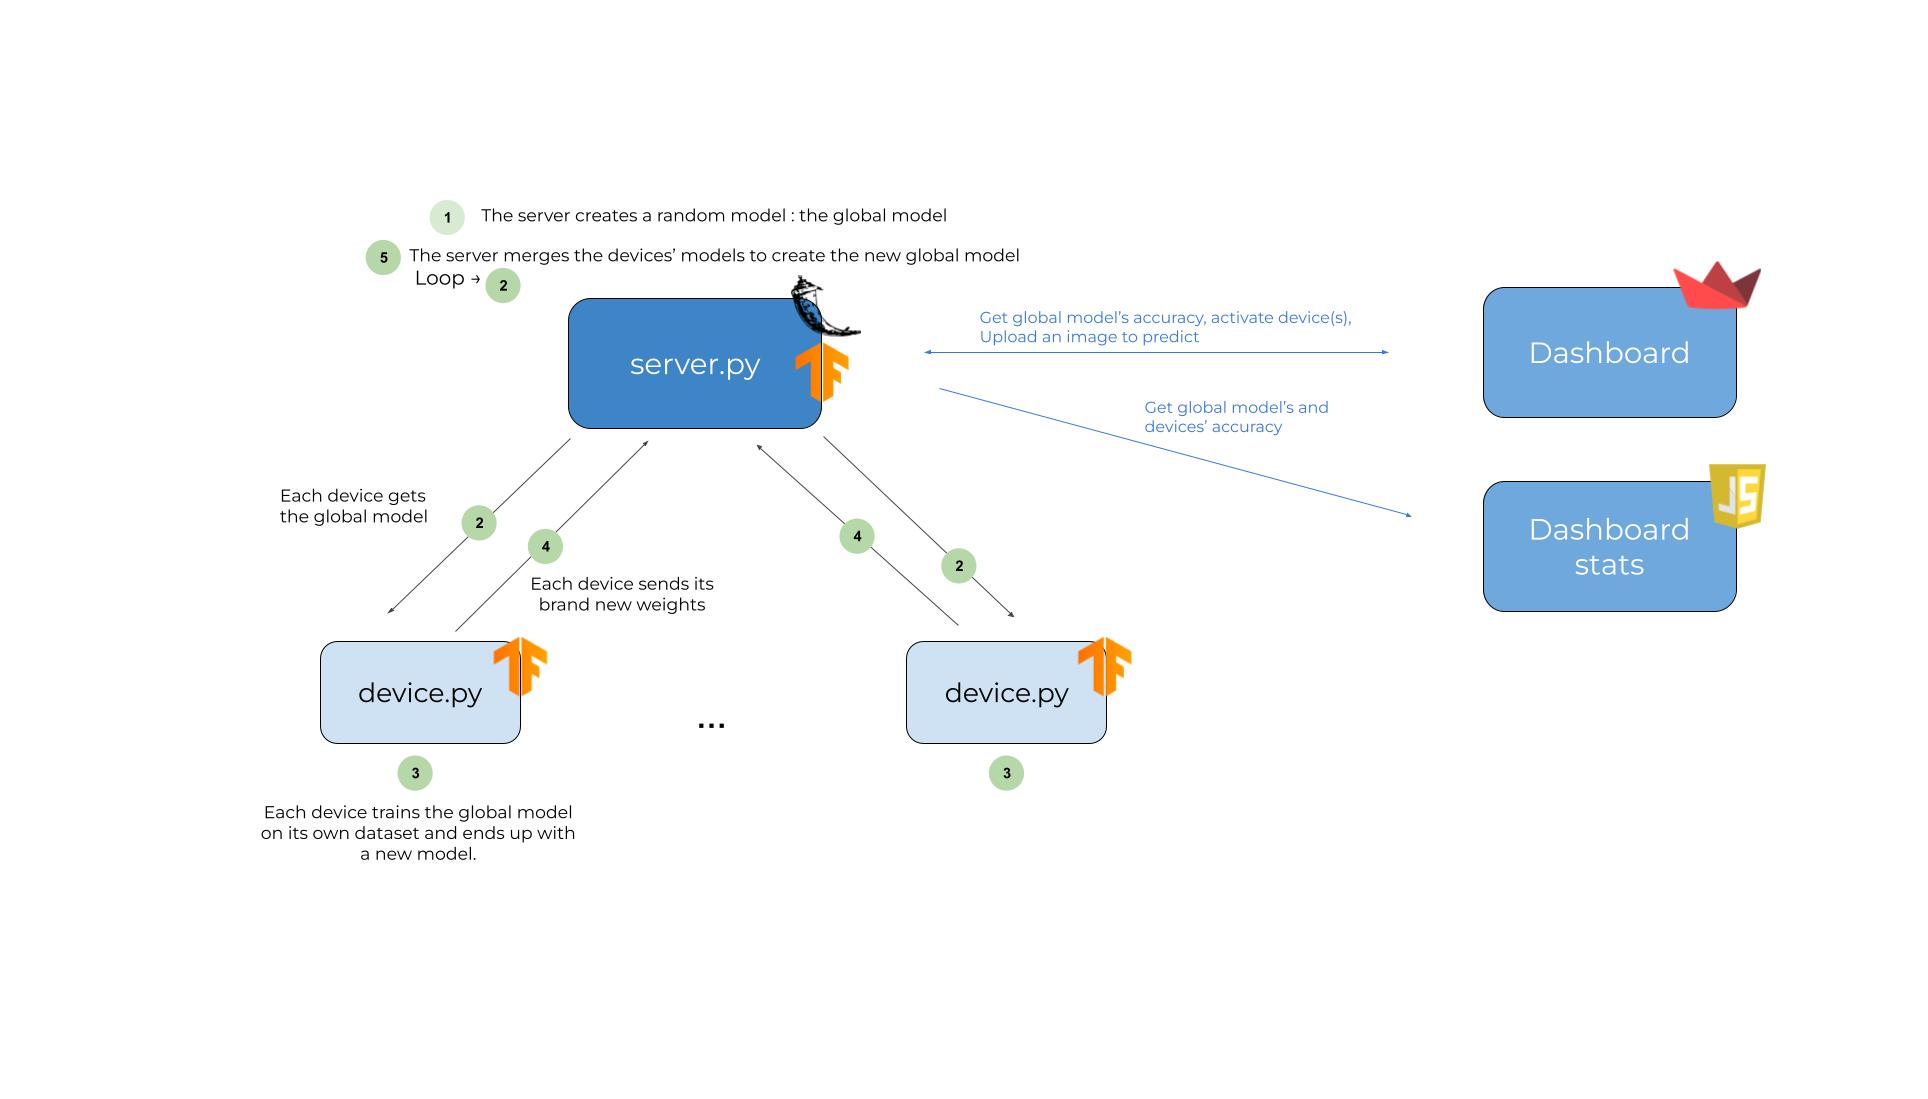 1 The server creates a random model : the global model
5 The server merges the devices’ models to create the new global model
Loop → 2
server.py
Get global model’s accuracy, activate device(s),
Upload an image to predict
Dashboard
Get global model’s and
devices’ accuracy
JS
Dashboard
stats
Each device gets
the global model
2
4
4
2
Each device sends its
brand new weights
device.py
...
device.py
3
3
Each device trains the global model
on its own dataset and ends up with
a new model.